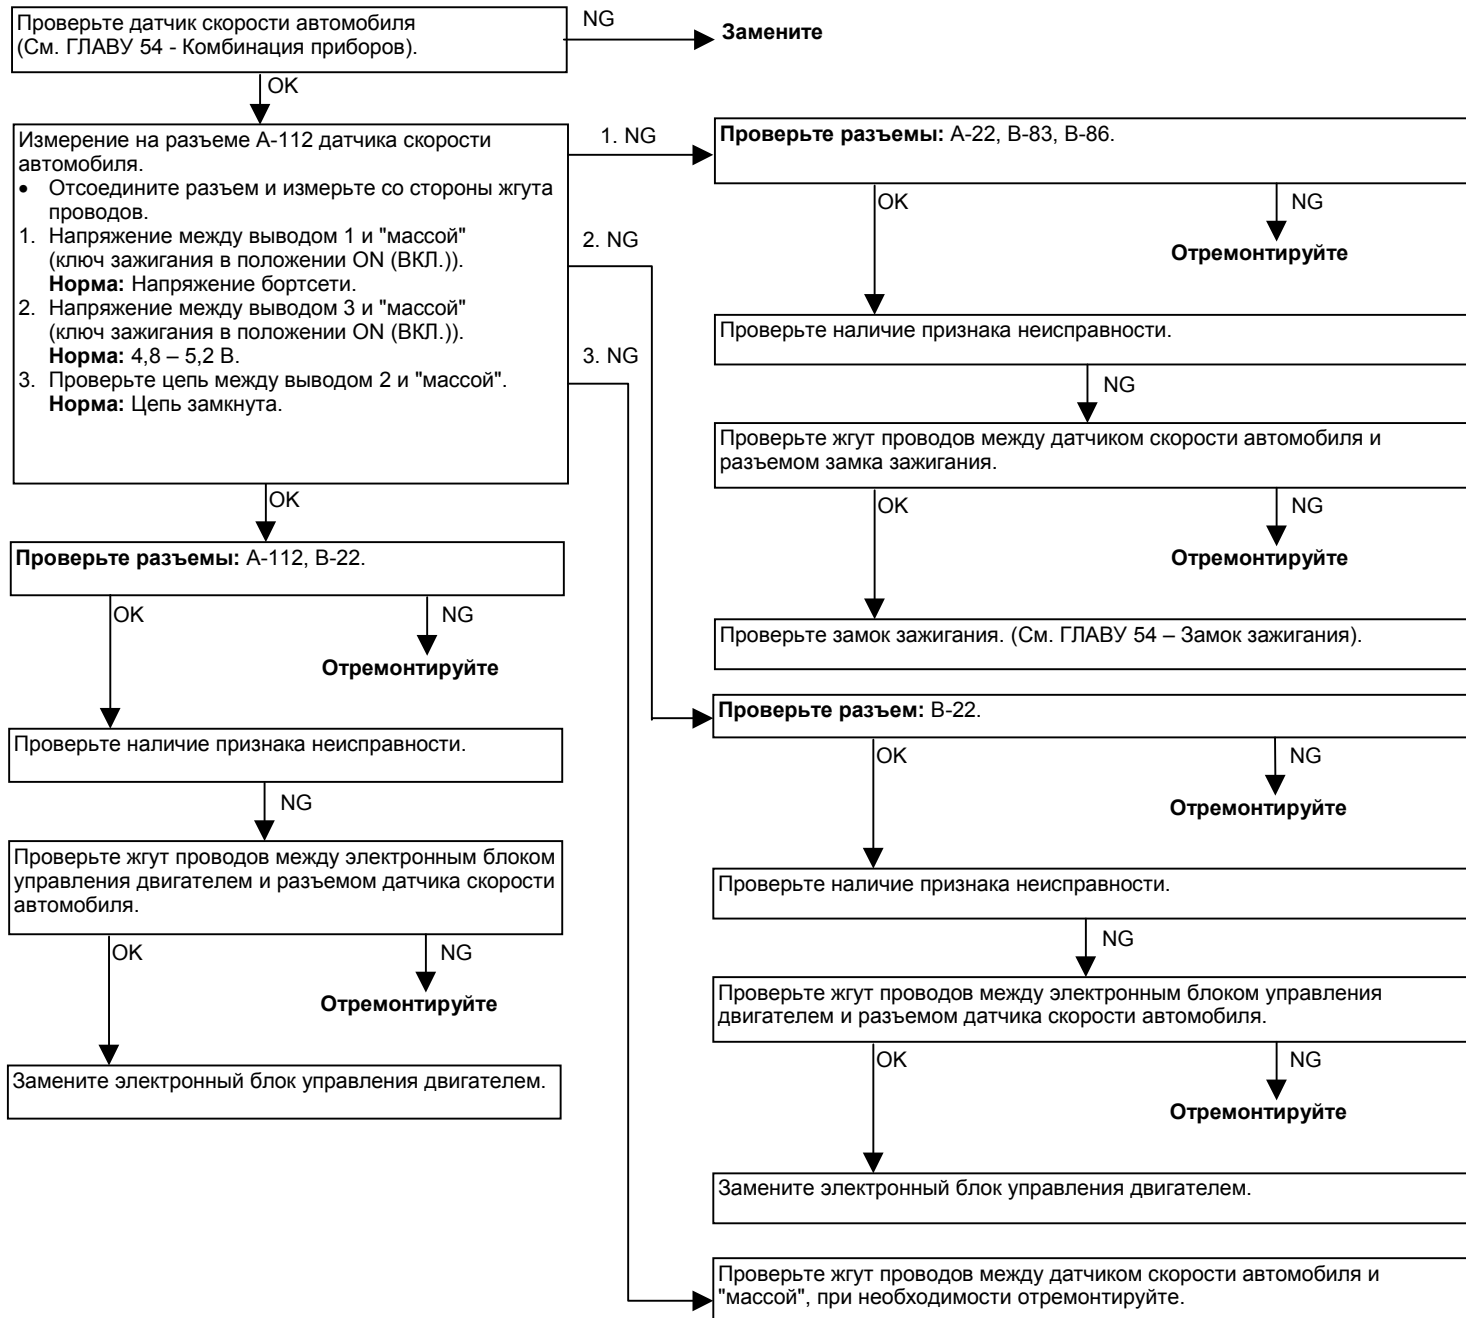 Проверьте датчик скорости автомобиля
(См. ГЛАВУ 54 - Комбинация приборов).
NG
Замените
OK
Измерение на разъеме А-112 датчика скорости
автомобиля.
• Отсоедините разъем и измерьте со стороны жгута
проводов.
1. Напряжение между выводом 1 и "массой"
(ключ зажигания в положении ON (ВКЛ.)).
Норма: Напряжение бортсети.
2. Напряжение между выводом 3 и "массой"
(ключ зажигания в положении ON (ВКЛ.)).
Норма: 4,8 – 5,2 В.
3. Проверьте цепь между выводом 2 и "массой".
Норма: Цепь замкнута.
1. NG
2. NG
3. NG
OK
Проверьте разъемы: А-112, В-22.
OK
NG
Отремонтируйте
Проверьте наличие признака неисправности.
NG
Проверьте жгут проводов между электронным блоком
управления двигателем и разъемом датчика скорости
автомобиля.
OK
NG
Отремонтируйте
Замените электронный блок управления двигателем.
Проверьте разъемы: А-22, В-83, В-86.
OK
NG
Отремонтируйте
Проверьте наличие признака неисправности.
NG
Проверьте жгут проводов между датчиком скорости автомобиля и
разъемом замка зажигания.
OK
NG
Отремонтируйте
Проверьте замок зажигания. (См. ГЛАВУ 54 – Замок зажигания).
Проверьте разъем: В-22.
OK
NG
Отремонтируйте
Проверьте наличие признака неисправности.
NG
Проверьте жгут проводов между электронным блоком управления
двигателем и разъемом датчика скорости автомобиля.
OK
NG
Отремонтируйте
Замените электронный блок управления двигателем.
Проверьте жгут проводов между датчиком скорости автомобиля и
"массой", при необходимости отремонтируйте.